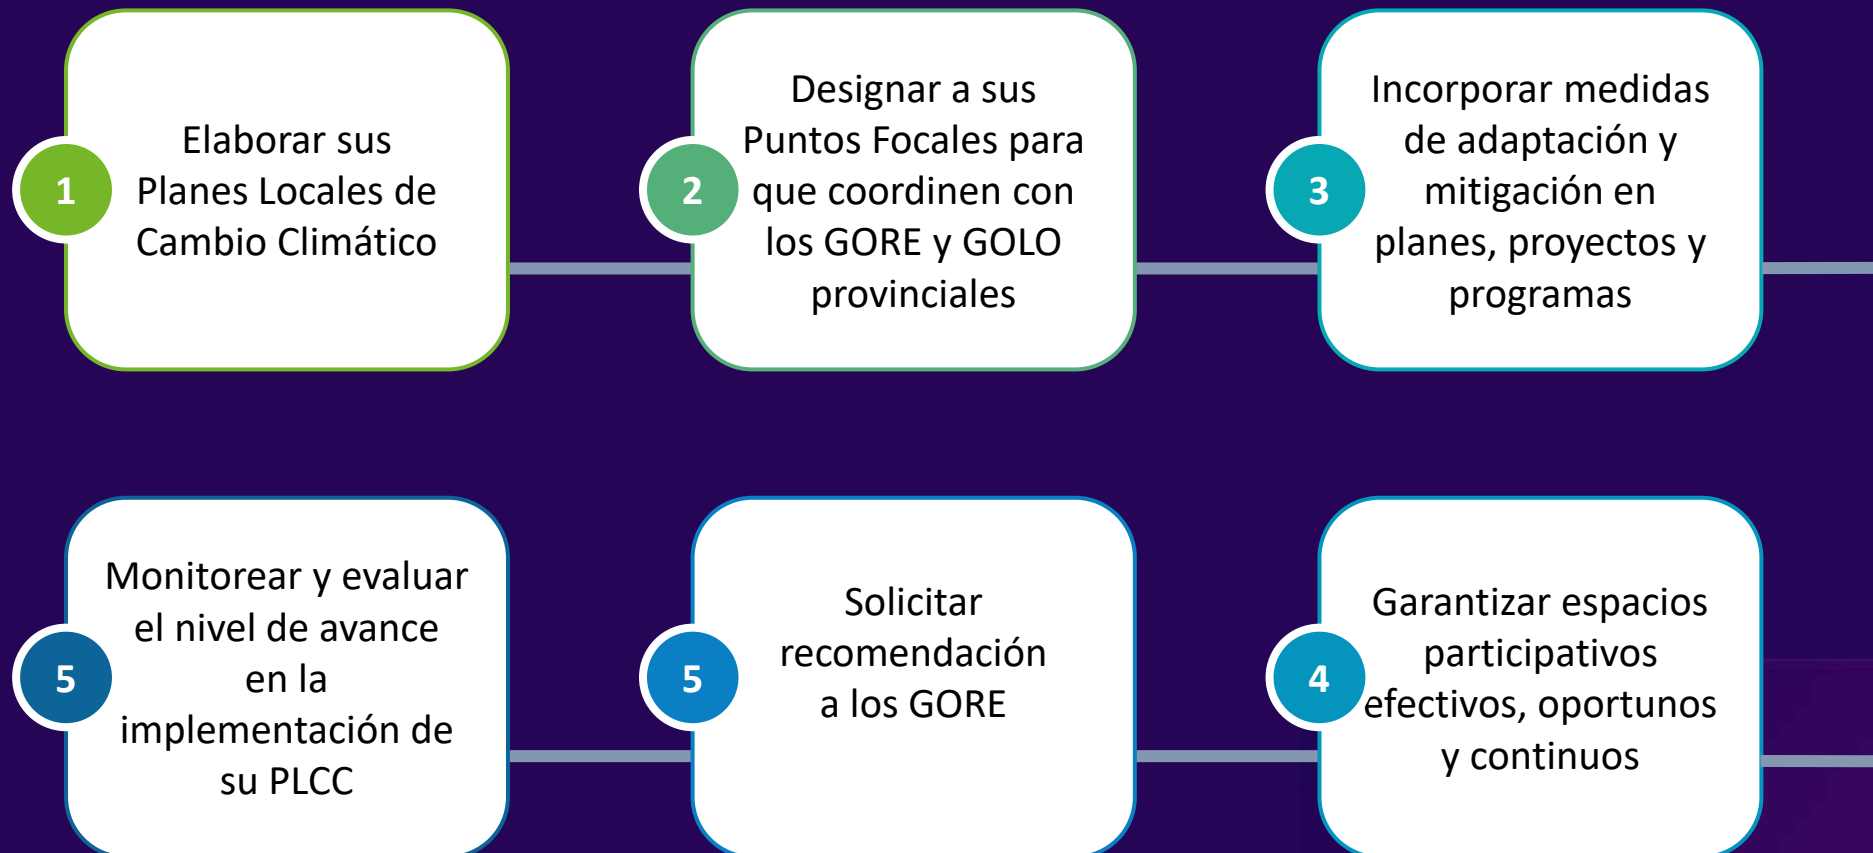 1
Elaborar sus
Planes Locales de
Cambio Climático
2
Designar a sus
Puntos Focales para
que coordinen con
los GORE y GOLO
provinciales
3
Incorporar medidas
de adaptación y
mitigación en
planes, proyectos y
programas
5
Monitorear y evaluar
el nivel de avance
en la
implementación de
su PLCC
5
Solicitar
recomendación
a los GORE
4
Garantizar espacios
participativos
efectivos, oportunos
y continuos